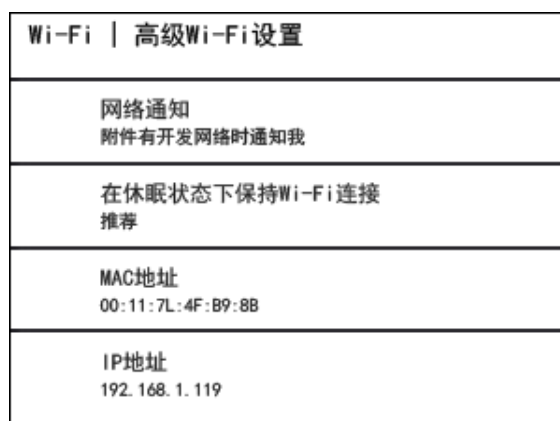 Wi-Fi | 高级Wi-Fi设置
网络通知
附件有开发网络时通知我
在休眠状态下保持Wi-Fi连接
推荐
MAC地址
00:11:7L:4F:B9:8B
IP地址
192.168.1.119